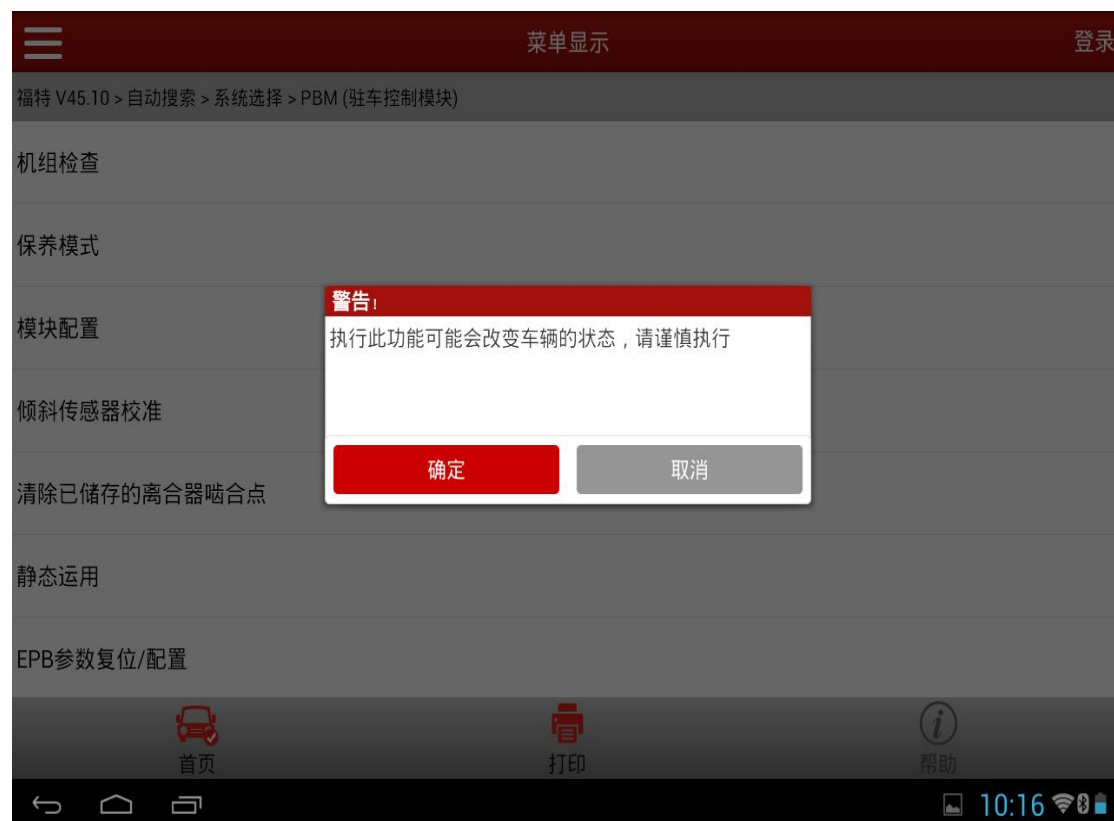 菜单显示
登录
福特 V45.10 > 自动搜索 > 系统选择 > PBM (驻车控制模块)
机组检查
保养模式
警告!
模块配置
执行此功能可能会改变车辆的状态，请谨慎执行
倾斜传感器校准
确定
取消
清除已储存的离合器啮合点
静态运用
EPB参数复位/配置
首页
打印
帮助
10:16